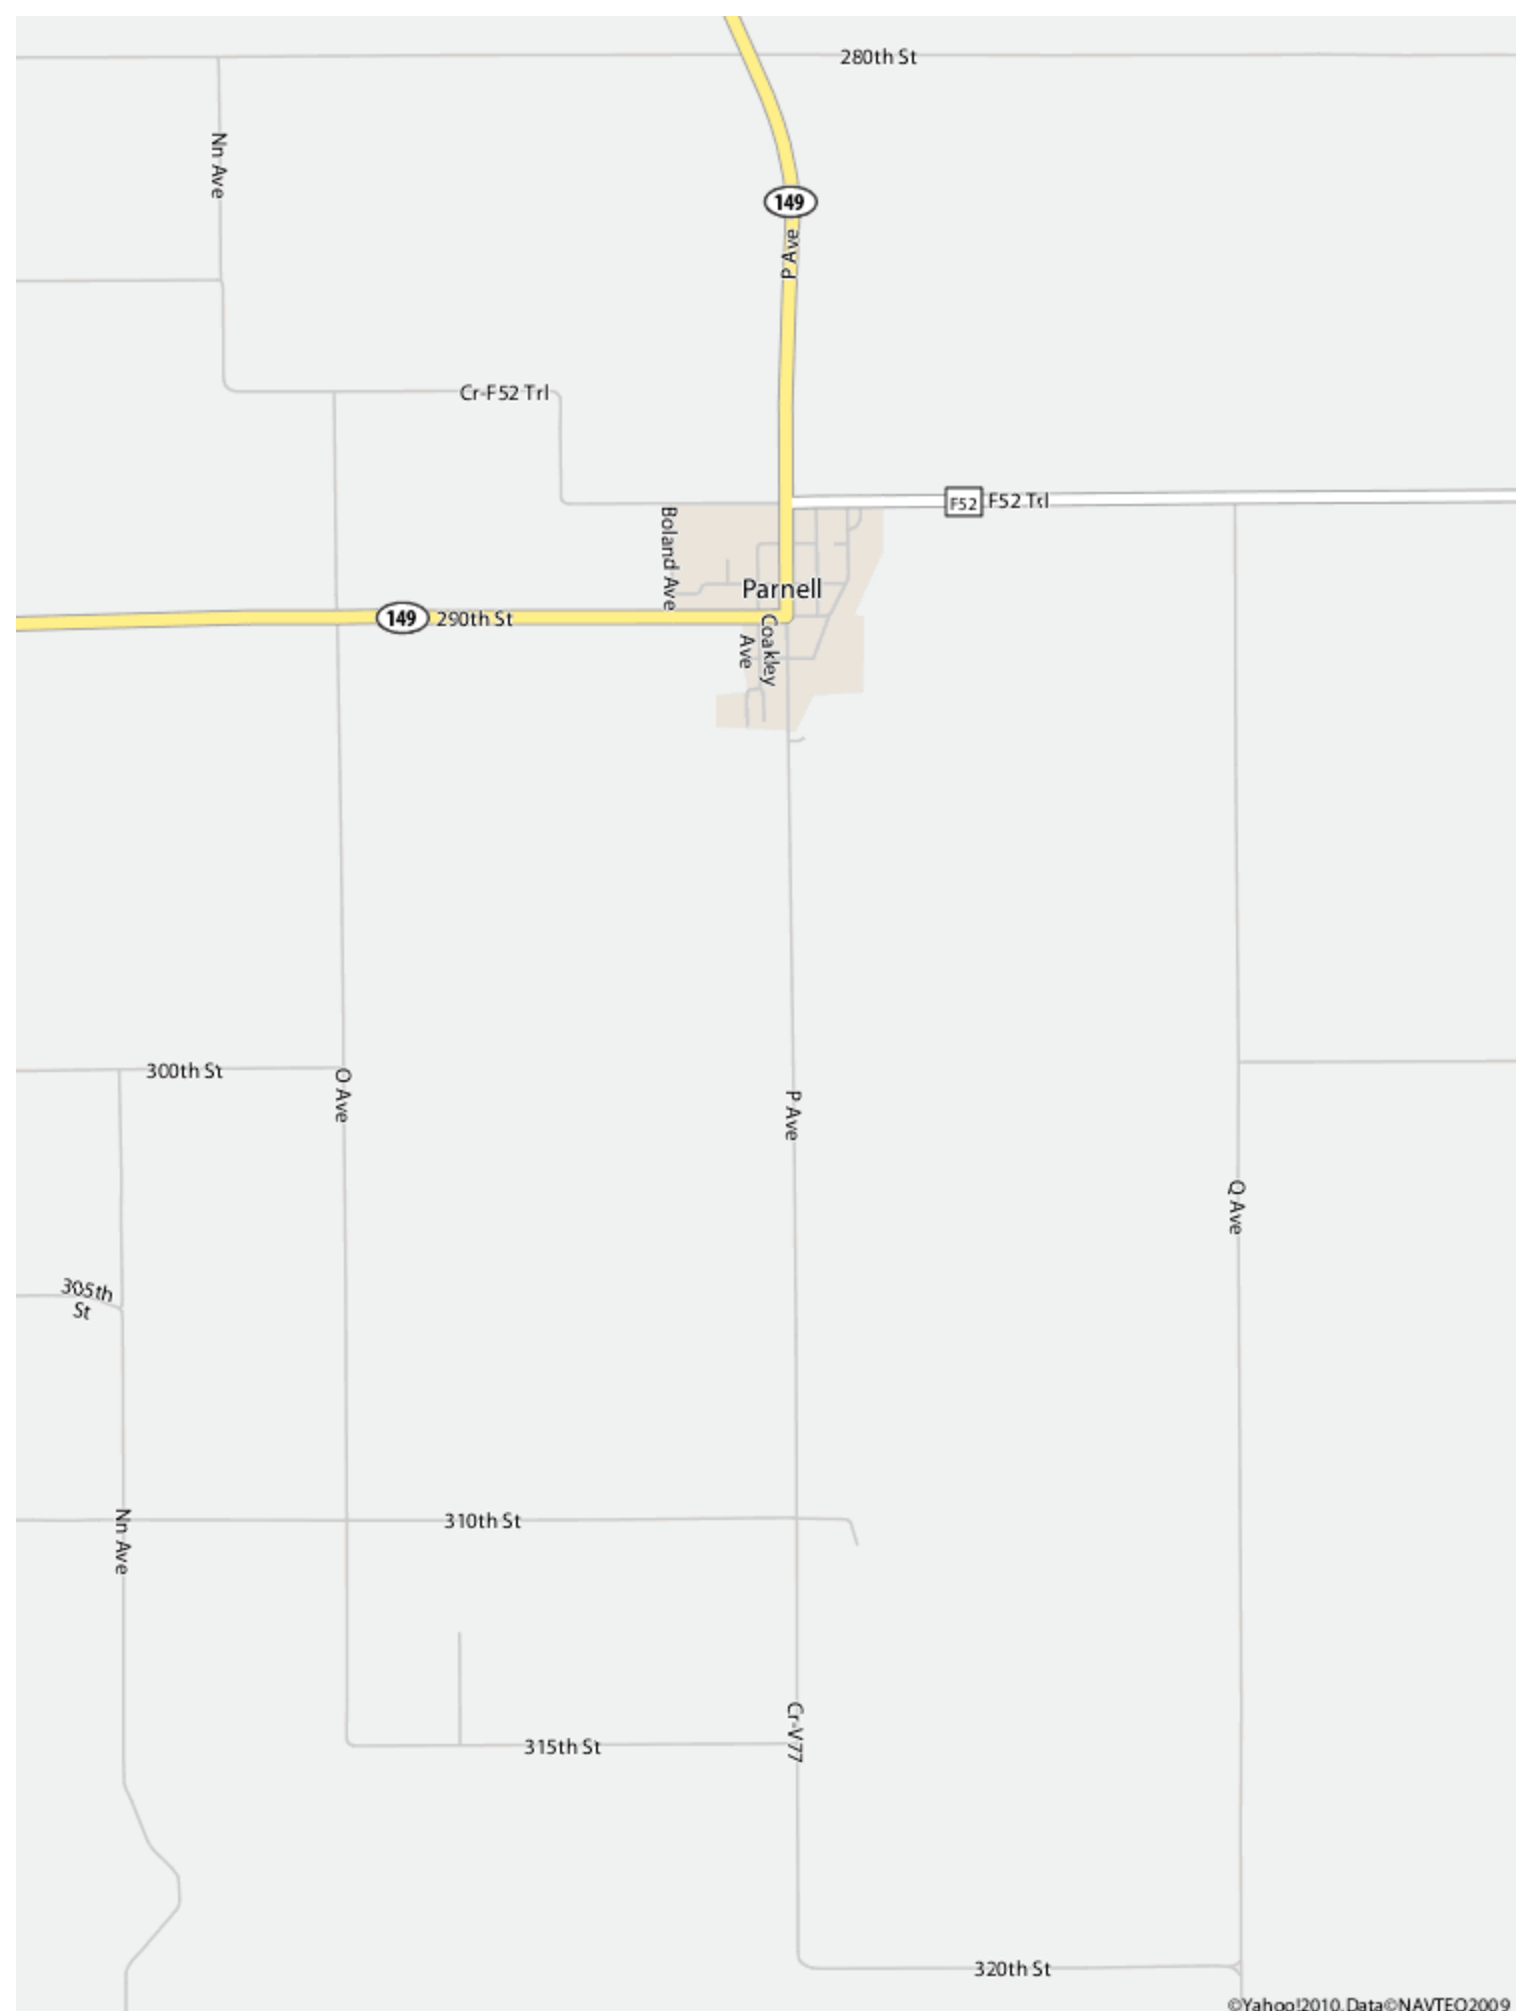 280th St
Nn Ave
149
P Ave
Cr-F52 Trl
F52
F52 Trl
Boland Ave
Parnell
149
290th St
Coakley
Ave
300th St
O Ave
P Ave
Q Ave
305th
St
Nn Ave
310th St
Cr-V77
315th St
320th St
©Yahoo!2010,Data©NAVTEQ2009